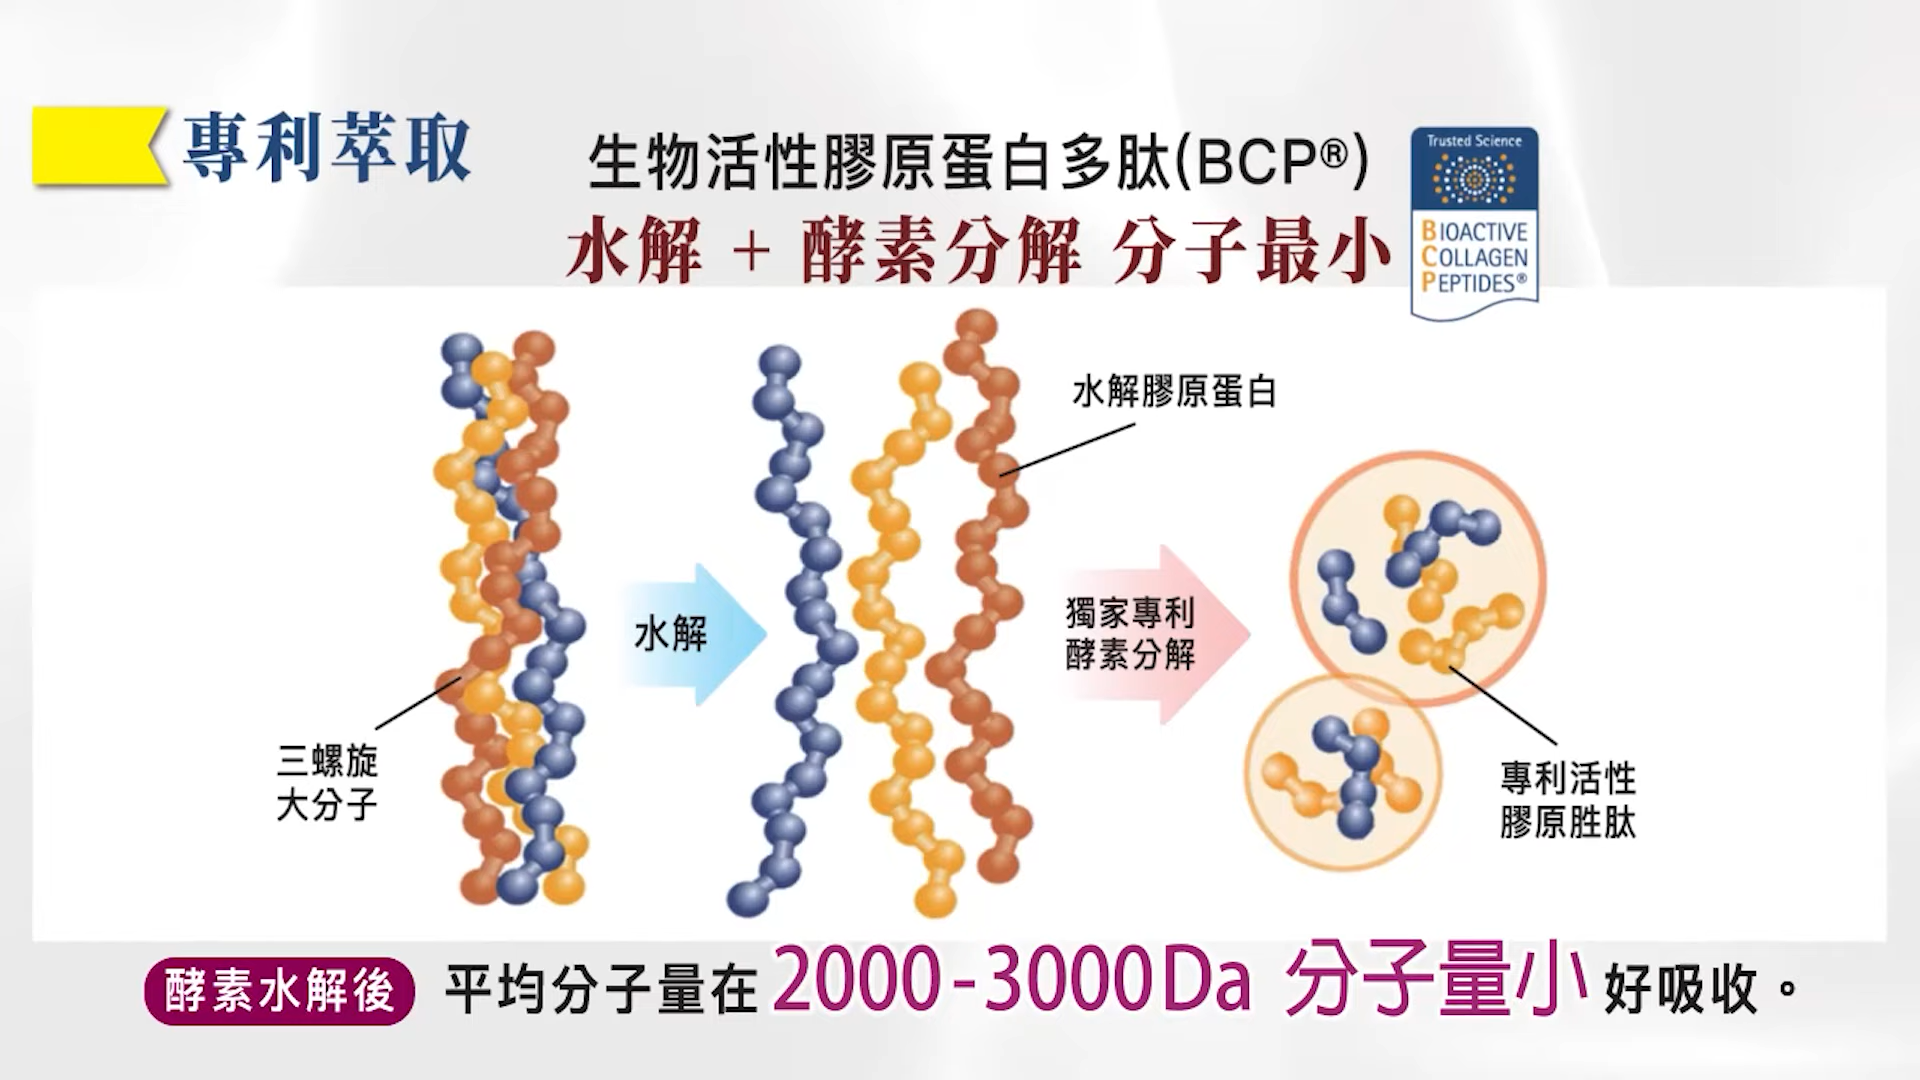 專利萃取
生物活性膠原蛋白多肽(BCP®)
水解 + 酵素分解 分子最小
Trusted Science
BIOACTIVE
COLLAGEN
PEPTIDES®
水解膠原蛋白
水解
獨家專利
酵素分解
三螺旋
大分子
專利活性
膠原胜肽
酵素水解後 平均分子量在 2000-3000Da 分子量小 好吸收。